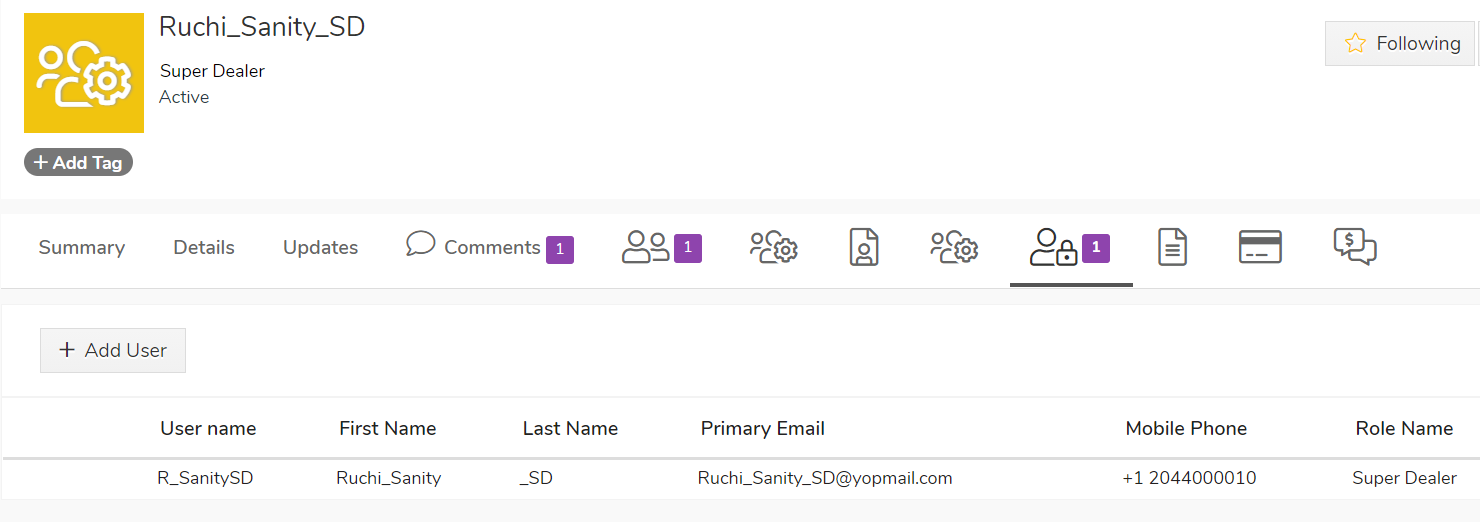 Ruchi_Sanity_SD
Following
Super Dealer
Active
+ Add Tag
Summary Details Updates Comments 1 1 1
$
+ Add User
User name First Name Last Name Primary Email Mobile Phone Role Name
R_SanitySD Ruchi_Sanity _SD Ruchi_Sanity_SD@yopmail.com +1 2044000010 Super Dealer